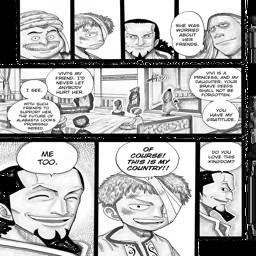 SHE WAS
WORRIED
ABOUT
HER
FRIENDS.
VIVI IS A
PRINCESS, AND MY
DAUGHTER. YOUR
BRAVE DEEDS
SHALL NOT BE
FORGOTTEN.
YOU
HAVE MY
GRATITUDE.
VIVI'S MY
FRIEND. I'D
NEVER LET
ANYBODY
HURT HER.
I SEE.
WITH SUCH
FRIENDS TO
SUPPORT HER,
THE FUTURE OF
ALABASTA LOOKS
PROMISING
INDEED.
DO YOU
LOVE THIS
KINGDOM?
OF
COURSE!
THIS IS MY
COUNTRY!!
ME
TOO.